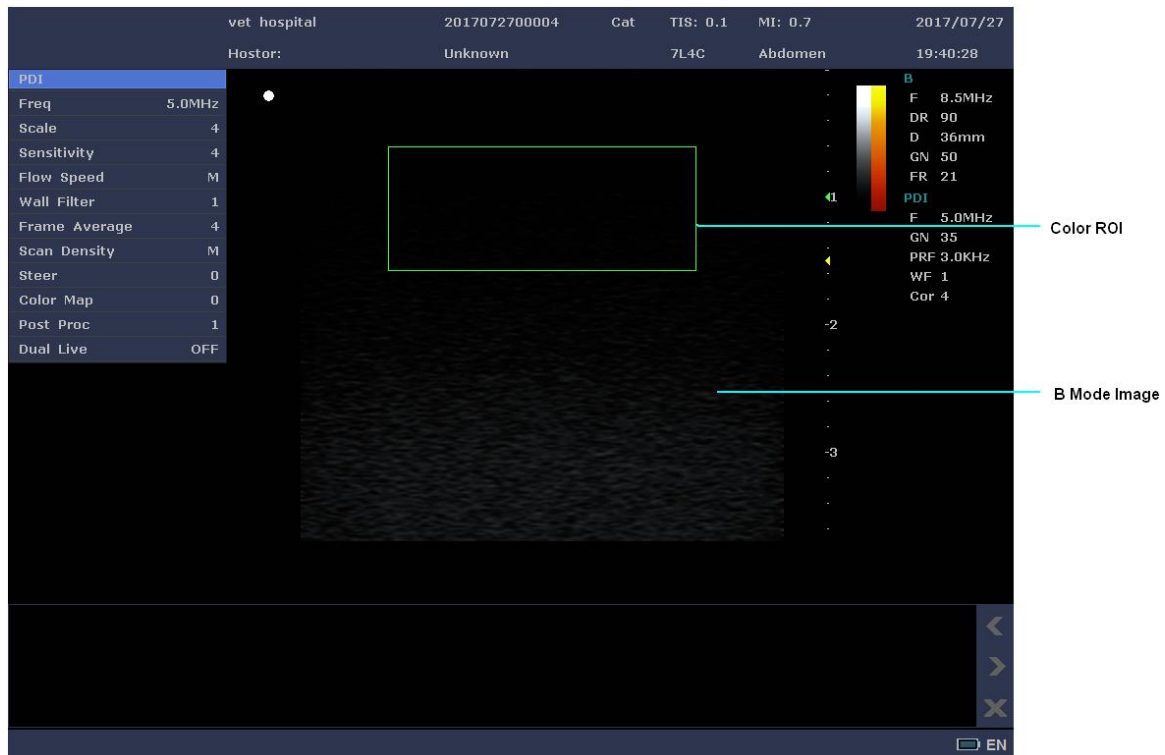 vet hospital 2017072700004 Cat TIS: 0.1 MI: 0.7 2017/07/27
Hostor: Unknown 7L4C Abdomen 19:40:28
PDI
Freq 5.0MHz
Scale 4
Sensitivity 4
Flow Speed M
Wall Filter 1
Frame Average 4
Scan Density M
Steer 0
Color Map 0
Post Proc 1
Dual Live OFF
1
-2
-3
B
F 8.5MHz
DR 90
D 36mm
GN 50
FR 21
PDI
F 5.0MHz
GN 35
PRF 3.0KHz
WF 1
Cor 4
Color ROI
B Mode Image
EN